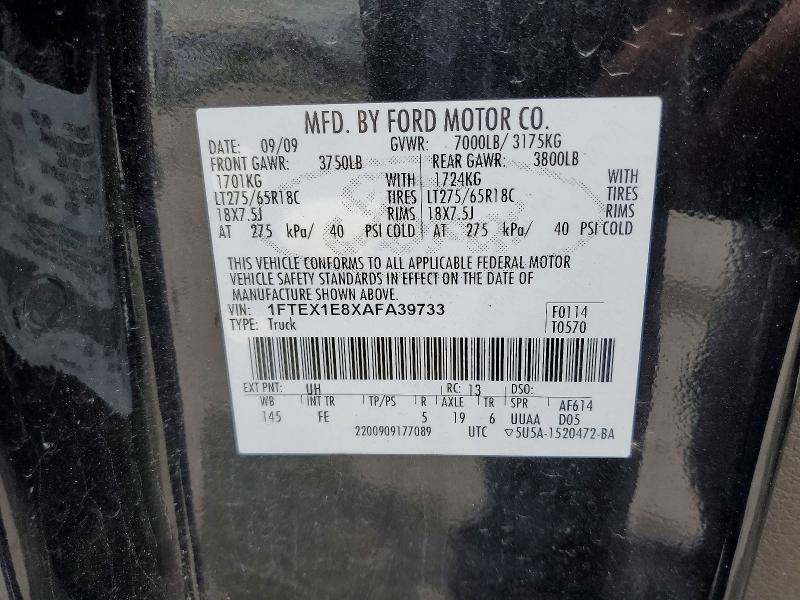 MFD. BY FORD MOTOR CO.
DATE: 09/09 GVWR: 7000LB/ 3175KG
FRONT GAWR: 3750LB REAR GAWR: 3800LB
1701KG WITH 1724KG WITH
LT275/65R18C TIRES LT275/65R18C TIRES
18X7.5J RIMS 18X7.5J RIMS
AT 275 kPa/ 40 PSI COLD AT 275 kPa/ 40 PSI COLD
THIS VEHICLE CONFORMS TO ALL APPLICABLE FEDERAL MOTOR
VEHICLE SAFETY STANDARDS IN EFFECT ON THE DATE OF
MANUFACTURE SHOWN ABOVE.
VIN: 1FTEX1E8XAFA39733 F0114
TYPE: Truck T0570
EXT PNT: UH RC: 13 DSO:
WB INT TR TP/PS R AXLE TR SPR AF614
145 FE 5 19 6 UUAA D05
2200909177089 UTC ▽5U5A-1520472-BA